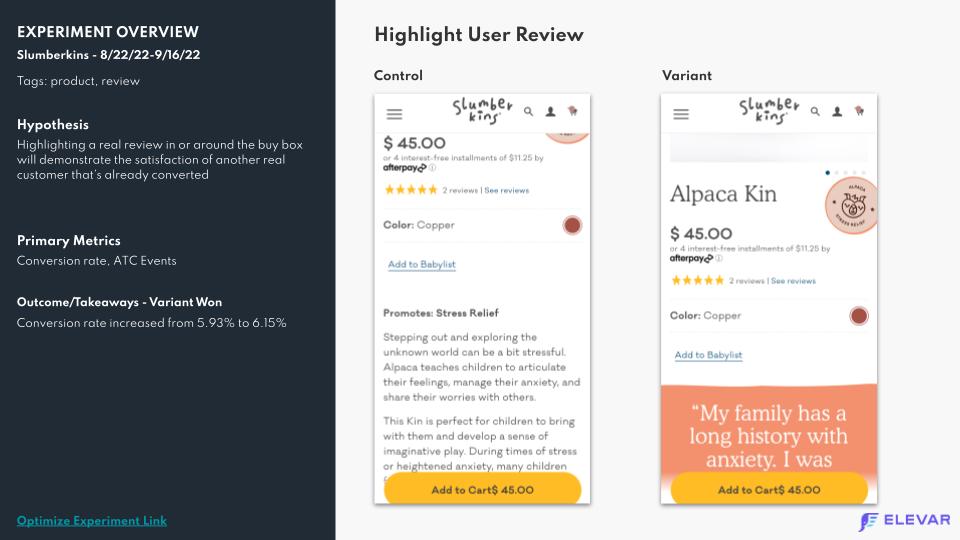 EXPERIMENT OVERVIEW
Slumberkins - 8/22/22-9/16/22
Tags: product, review
Hypothesis
Highlighting a real review in or around the buy box
will demonstrate the satisfaction of another real
customer that's already converted
Primary Metrics
Conversion rate, ATC Events
Outcome/Takeaways - Variant Won
Conversion rate increased from 5.93% to 6.15%
Optimize Experiment Link
Highlight User Review
Control
slumber
kins
$ 45.00
or 4 interest-free installments of $11.25 by
afterpay
2 reviews | See reviews
Color: Copper
Add to Babylist
Promotes: Stress Relief
Stepping out and exploring the
unknown world can be a bit stressful.
Alpaca teaches children to articulate
their feelings, manage their anxiety, and
share their worries with others.
This Kin is perfect for children to bring
with them and develop a sense of
imaginative play. During times of stress
or heightened anxiety, many children
Add to Cart$ 45.00
Variant
slumber
kins
Alpaca Kin
ALPACA
STRESS RELIEF
$ 45.00
or 4 interest-free installments of $11.25 by
afterpay
2 reviews | See reviews
Color: Copper
Add to Babylist
“My family has a
long history with
anxiety. I was
Add to Cart$ 45.00
ELEVAR